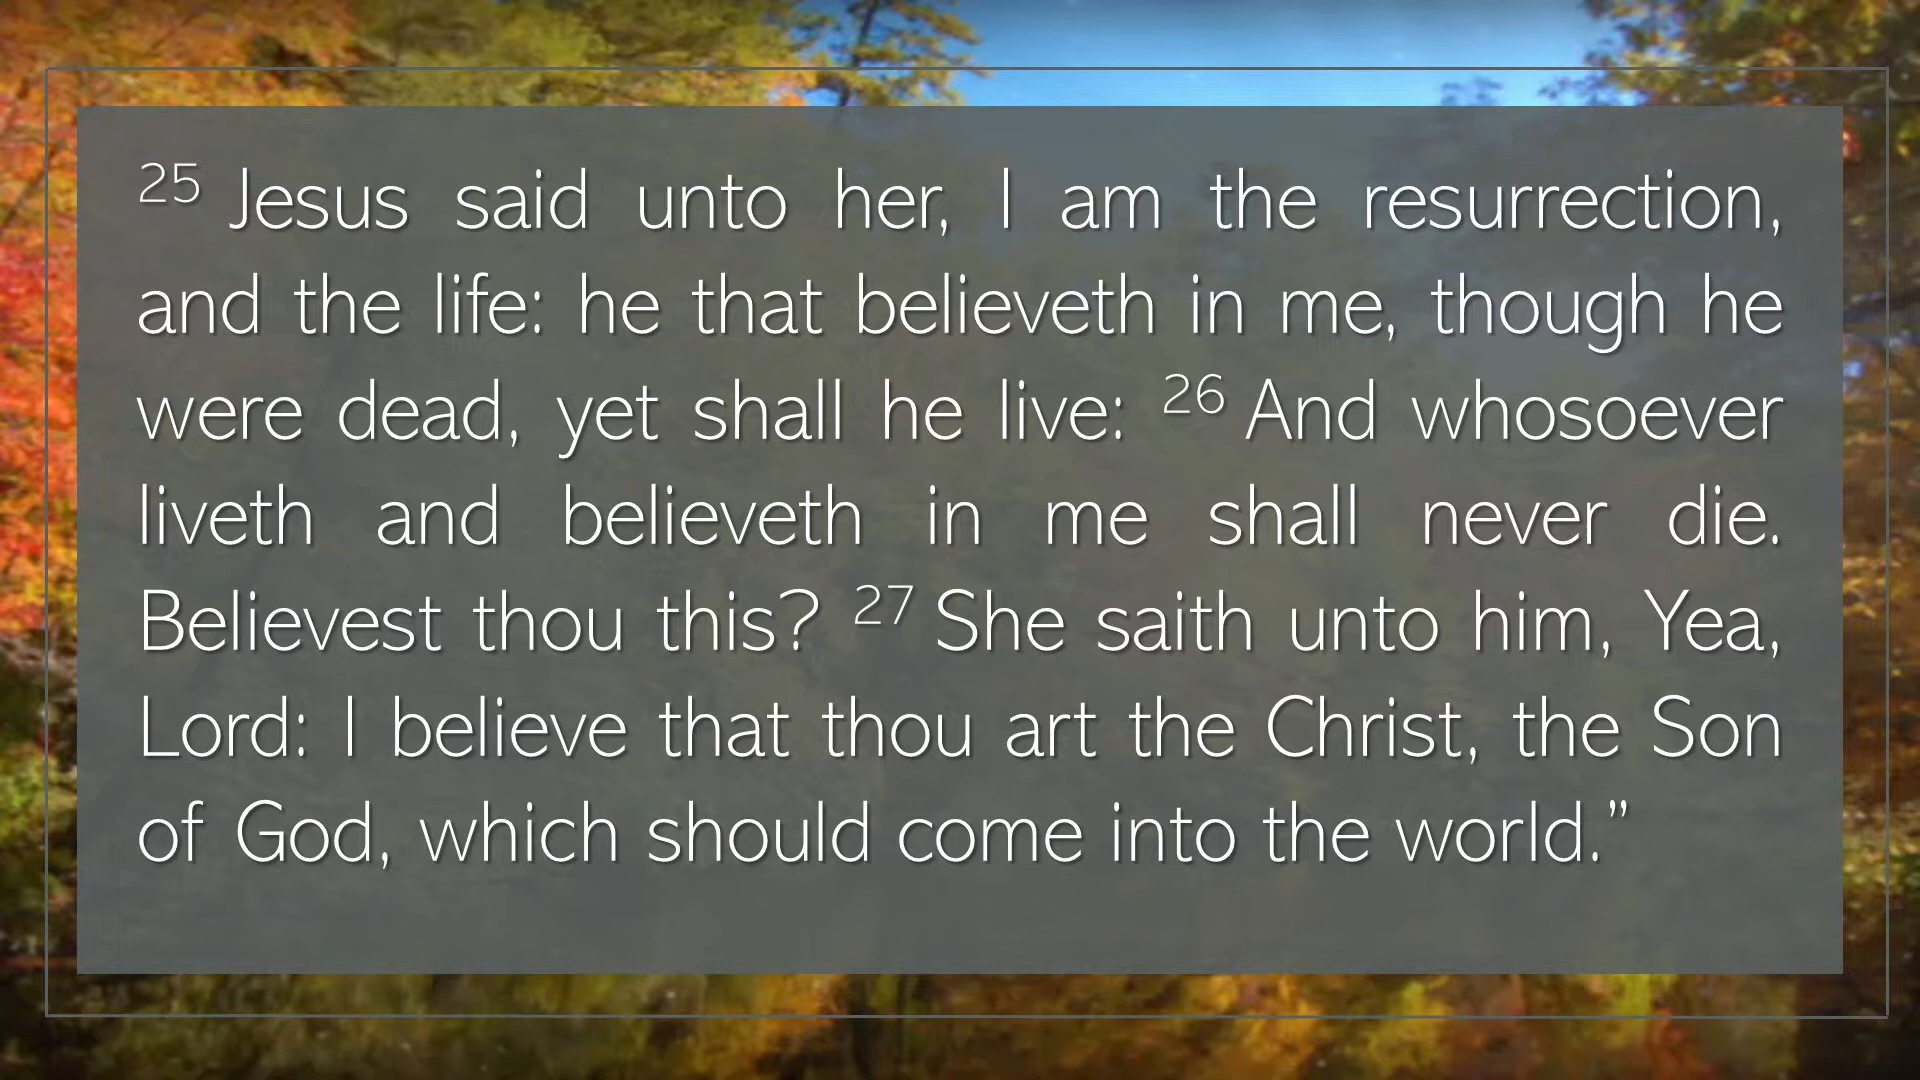 25 Jesus said unto her, I am the resurrection,
and the life: he that believeth in me, though he
were dead, yet shall he live: 26 And whosoever
liveth and believeth in me shall never die.
Believest thou this? 27 She saith unto him, Yea,
Lord: I believe that thou art the Christ, the Son
of God, which should come into the world.”